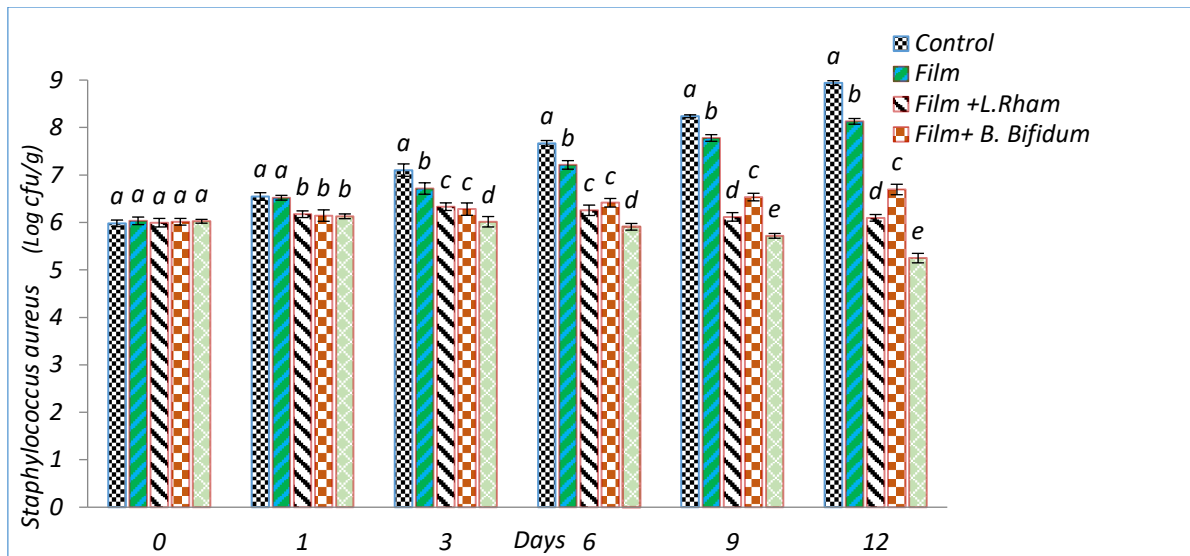 Staphylococcus aureus (Log cfu/g)
9
8
7
6
5
4
3
2
1
0
a a a a a
a a b b b
a b c c d
a b c c d
a b d c e
a b d c e
Control
Film
Film +L.Rham
Film+ B. Bifidum
0 1 3 Days 6 9 12